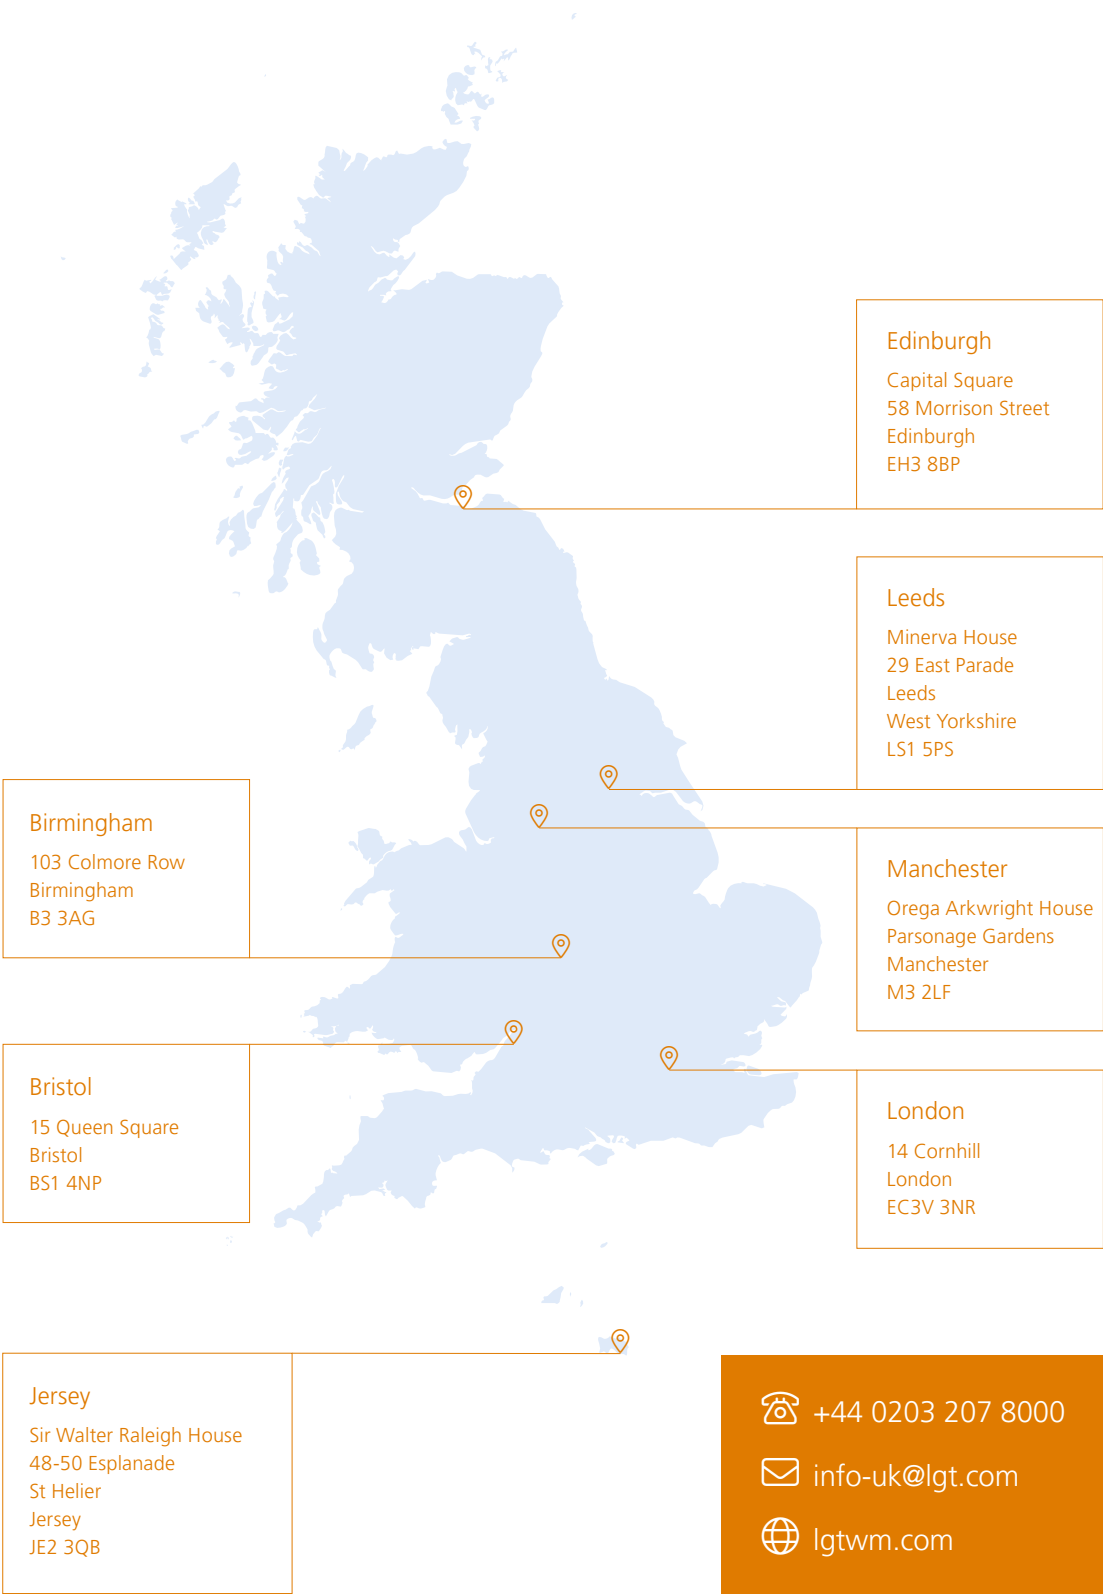 Edinburgh
Capital Square
58 Morrison Street
Edinburgh
EH3 8BP
Leeds
Minerva House
29 East Parade
Leeds
West Yorkshire
LS1 5PS
Birmingham
103 Colmore Row
Birmingham
B3 3AG
Manchester
Orega Arkwright House
Parsonage Gardens
Manchester
M3 2LF
Bristol
15 Queen Square
Bristol
BS1 4NP
London
14 Cornhill
London
EC3V 3NR
Jersey
Sir Walter Raleigh House
48-50 Esplanade
St Helier
Jersey
JE2 3QB
+44 0203 207 8000
info-uk@lgt.com
lgtwm.com